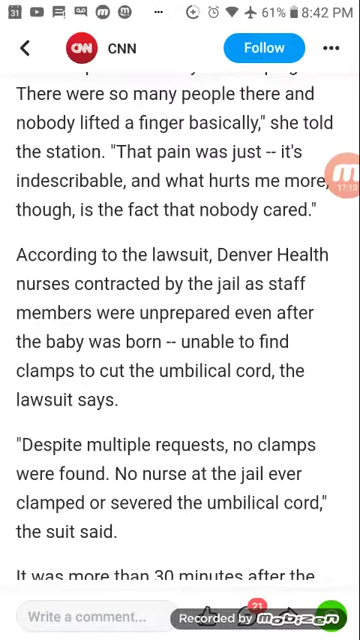 31
61% 8:42 PM
CNN
CNN
Follow
There were so many people there and
nobody lifted a finger basically," she told
the station. "That pain was just -- it's
indescribable, and what hurts me more,
though, is the fact that nobody cared."
17:13
According to the lawsuit, Denver Health
nurses contracted by the jail as staff
members were unprepared even after
the baby was born -- unable to find
clamps to cut the umbilical cord, the
lawsuit says.
"Despite multiple requests, no clamps
were found. No nurse at the jail ever
clamped or severed the umbilical cord,"
the suit said.
It was more than 30 minutes after the
Write a comment...
21
Recorded by mobizen